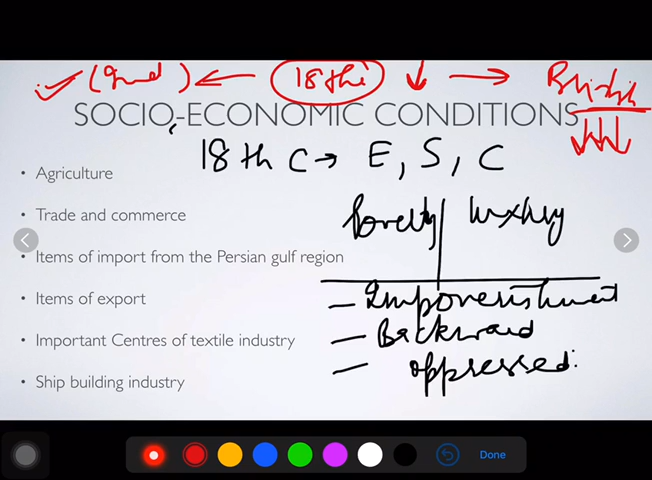 (Good) ← 18th c ↓ → British
SOCIO-ECONOMIC CONDITIONS
18th C → E, S, C
• Agriculture
Poverty | luxury
• Trade and commerce
• Items of import from the Persian gulf region
• Items of export
— Impoverishment
— Backward
• Important Centres of textile industry
— oppressed.
• Ship building industry
Done